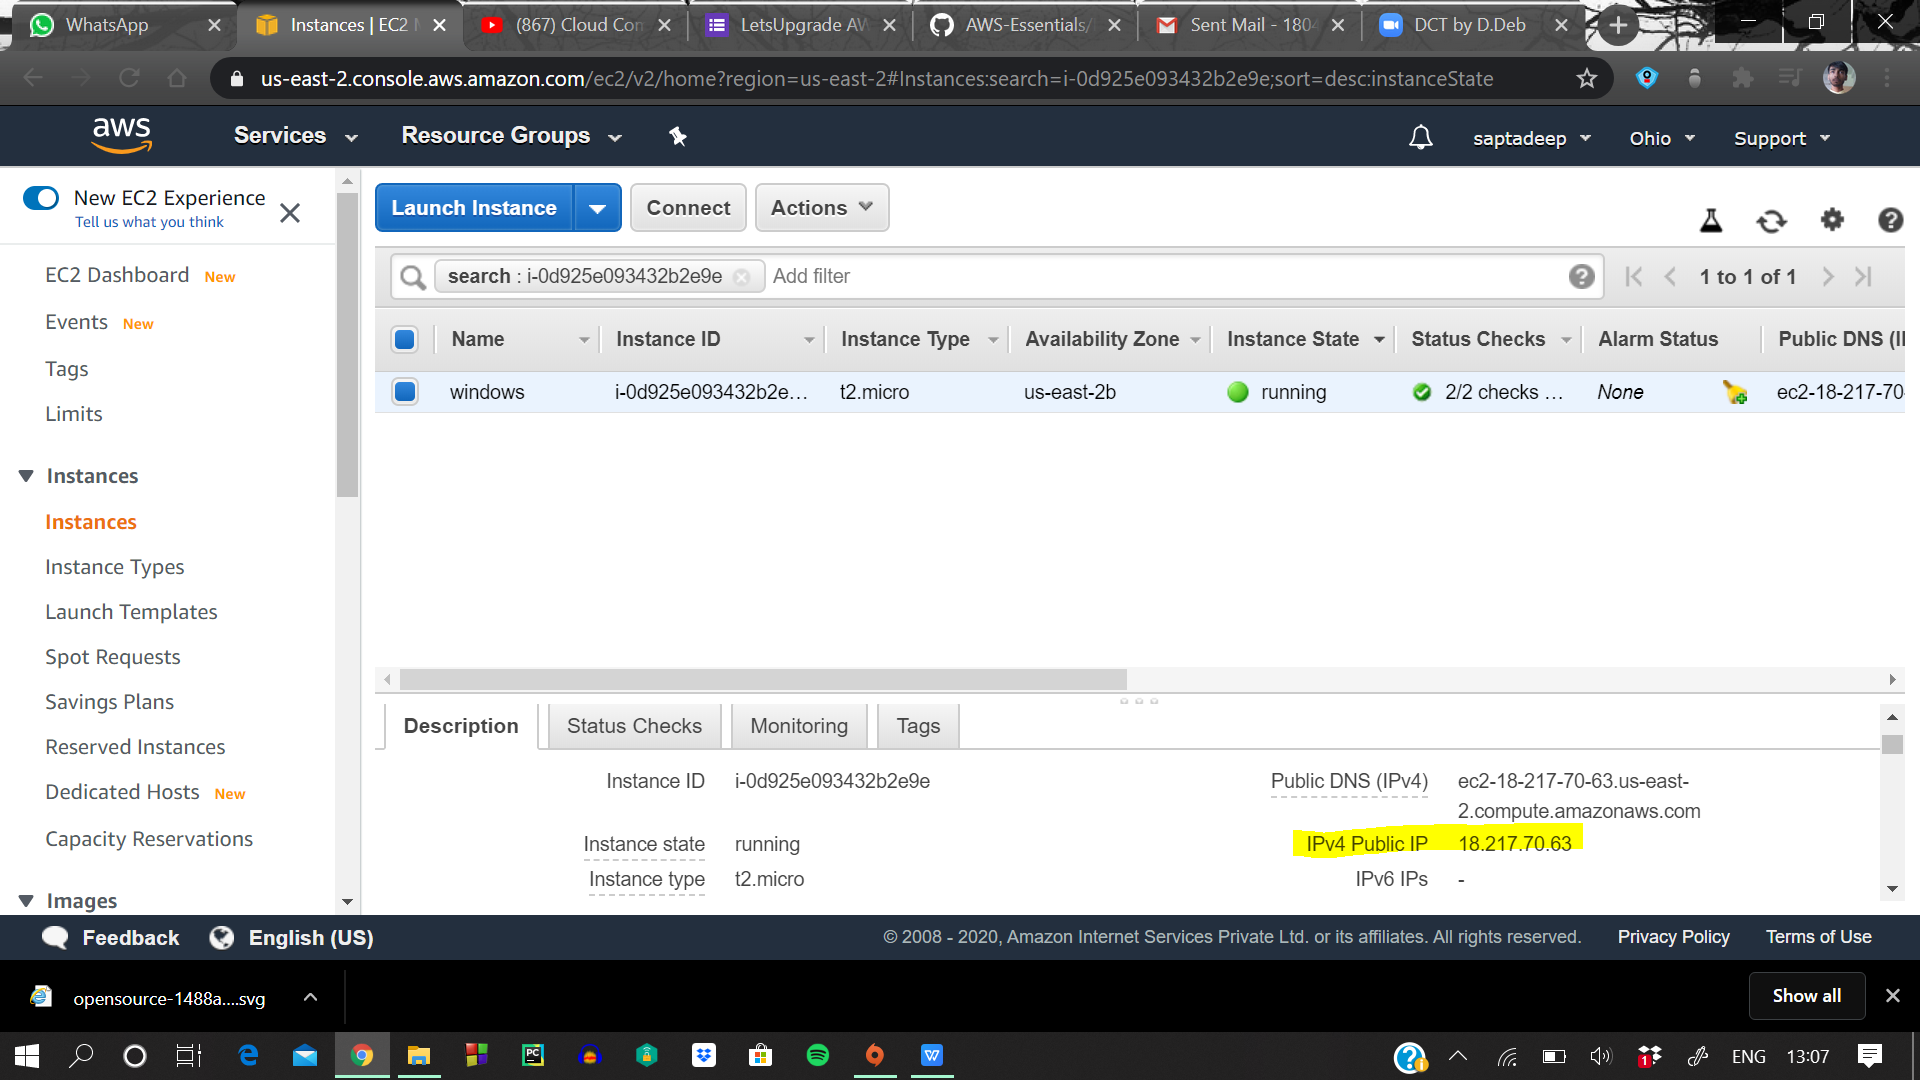 WhatsApp
Instances | EC2 M
(867) Cloud Con
LetsUpgrade AW
AWS-Essentials/
Sent Mail - 1804
DCT by D.Deb
us-east-2.console.aws.amazon.com/ec2/v2/home?region=us-east-2#Instances:search=i-0d925e093432b2e9e;sort=desc:instanceState
aws
Services
Resource Groups
saptadeep
Ohio
Support
New EC2 Experience
Tell us what you think
EC2 Dashboard New
Events New
Tags
Limits
Instances
Instances
Instance Types
Launch Templates
Spot Requests
Savings Plans
Reserved Instances
Dedicated Hosts New
Capacity Reservations
Images
Launch Instance
Connect
Actions
search : i-0d925e093432b2e9e
Add filter
1 to 1 of 1
Name
Instance ID
Instance Type
Availability Zone
Instance State
Status Checks
Alarm Status
Public DNS (I
windows
i-0d925e093432b2e...
t2.micro
us-east-2b
running
2/2 checks ...
None
ec2-18-217-70-
Description
Status Checks
Monitoring
Tags
Instance ID i-0d925e093432b2e9e
Public DNS (IPv4) ec2-18-217-70-63.us-east-
2.compute.amazonaws.com
Instance state running
IPv4 Public IP 18.217.70.63
Instance type t2.micro
IPv6 IPs -
Feedback
English (US)
© 2008 - 2020, Amazon Internet Services Private Ltd. or its affiliates. All rights reserved.
Privacy Policy
Terms of Use
opensource-1488a....svg
Show all
PC
W
1
ENG
13:07